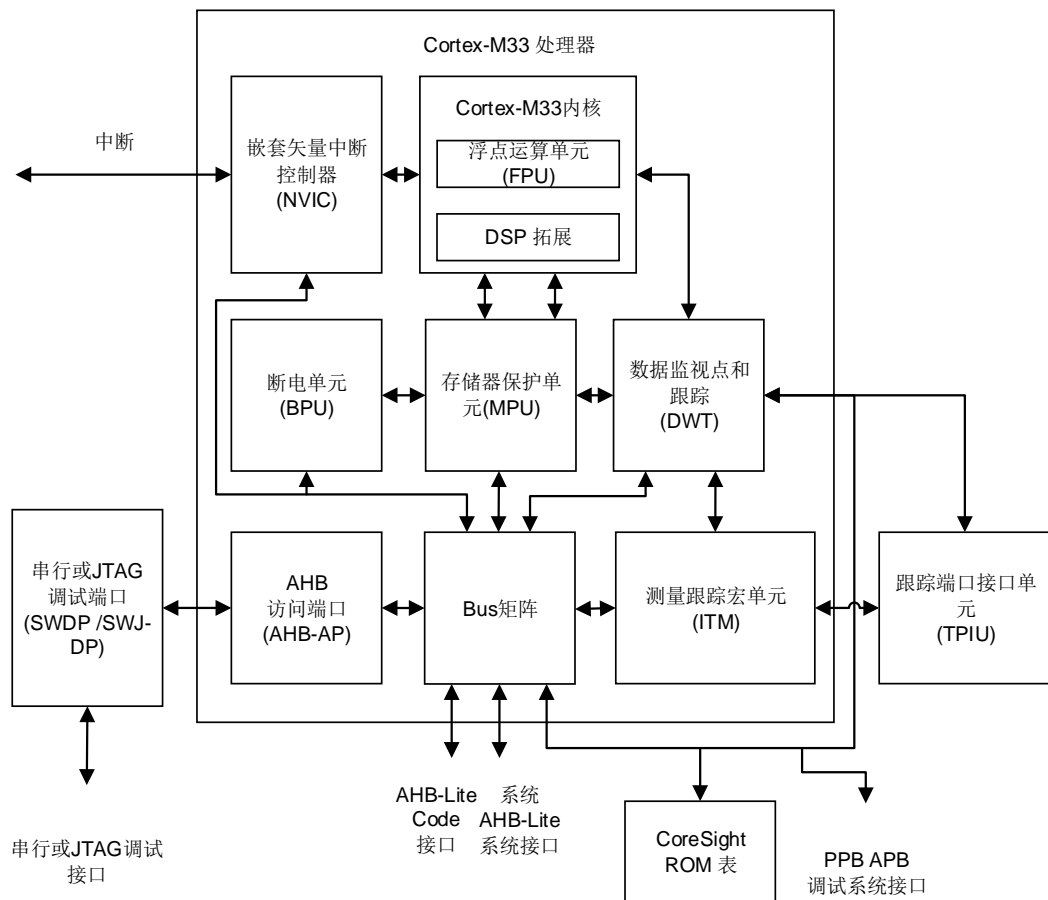 Cortex-M33 处理器
中断
嵌套矢量中断
控制器
(NVIC)
Cortex-M33内核
浮点运算单元
(FPU)
DSP 拓展
断电单元
(BPU)
存储器保护单
元(MPU)
数据监视点和
跟踪
(DWT)
串行或JTAG
调试端口
(SWDP /SWJ-
DP)
AHB
访问端口
(AHB-AP)
Bus矩阵
测量跟踪宏单元
(ITM)
跟踪端口接口单
元
(TPIU)
串行或JTAG调试
接口
AHB-Lite
Code
接口
系统
AHB-Lite
系统接口
CoreSight
ROM 表
PPB APB
调试系统接口